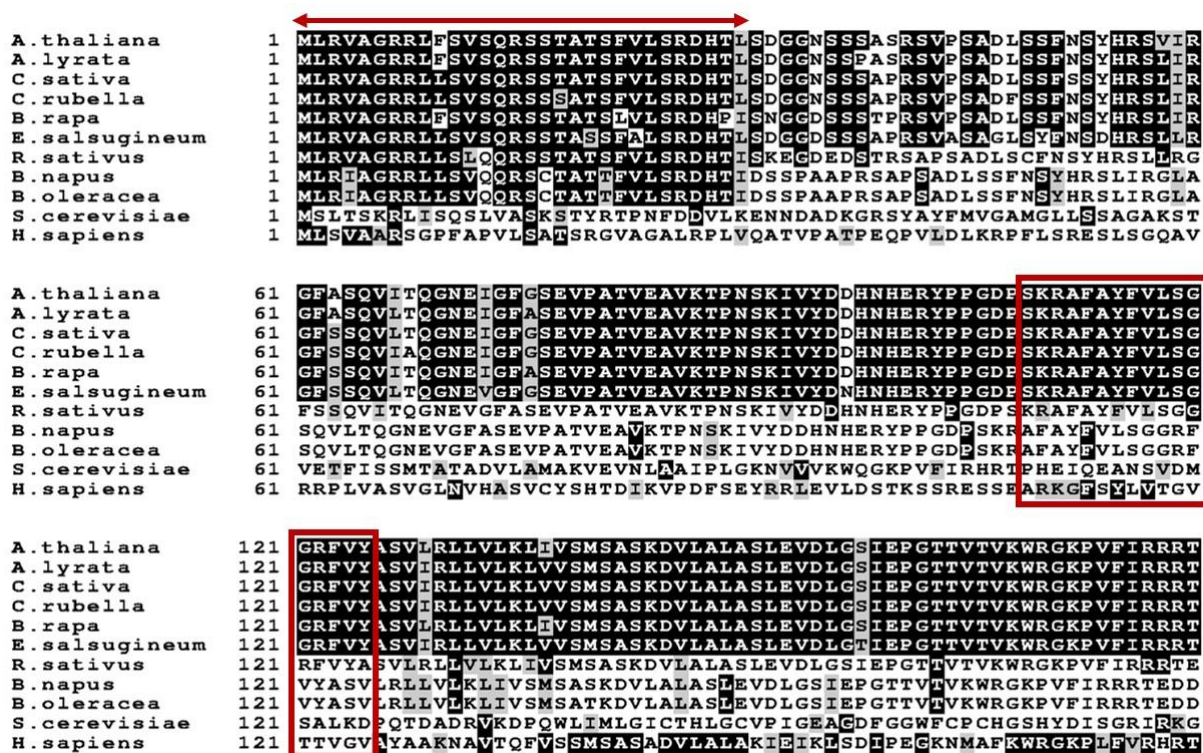 A.thaliana 1 MLRVAGRRLFSVSQRSSTATSFVLSRDHTLSDGGNSSSASRSVPSADLSSFNSYHRSVIR
A.lyrata 1 MLRVAGRRLFSVSQRSSTATSFVLSRDHTLSDGGNSSPASRSVPSADLSSFNSYHRSLIR
C.sativa 1 MLRVAGRRLLSVSQRSSTATSFVLSRDHTLSDGGNSSSAPRSVPSADLSSFSSYHRSLIR
C.rubella 1 MLRVAGRRLLSVSQRSSSATSFVLSRDHTLSDGGNSSSAPRSVPSADFSSFNSYHRSLIR
B.rapa 1 MLRVAGRRLFSVSQRSSTATSLVLSRDHPISNGGDSSSTPRSVPSADLSSFNSYHRSLIR
E.salsugineum 1 MLRVAGRRLLSVSQRSSTASSFALSRDHTLSDGGDSSSAPRSVASAGLSYFNSDHRSLLR
R.sativus 1 MLRVAGRRLLSLQQRSSTATSFVLSRDHTISKEGDEDSTRSAPSADLSCFNSYHRSLLRG
B.napus 1 MLRIAGRRLLSVQQRSCTATTFVLSRDHTIDSSPAAPRSAPSADLSSFNSYHRSLIRGLA
B.oleracea 1 MLRIAGRRLLSVQQRSCTATTFVLSRDHTIDSSPAAPRSAPSADLSSFNSYHRSLIRGLA
S.cerevisiae 1 MSLTSKRLISQSLVASKSTYRTPNFDDVLKENNDADKGRSYAYFMVGAMGLLSSAGAKST
H.sapiens 1 MLSVAARSGPFAPVLSATSRGVAGALRPLVQATVPATPEQPVLDLKRPFLSRESLSGQAV
A.thaliana 61 GFASQVITQGNEIGFGSEVPATVEAVKTPNSKIVYDDHNHERYPPGDPSKRAFAYFVLSG
A.lyrata 61 GFASQVLTQGNEIGFASEVPATVEAVKTPNSKIVYDDHNHERYPPGDPSKRAFAYFVLSG
C.sativa 61 GFSSQVITQGNEIGFGSEVPATVEAVKTPNSKIVYDDHNHERYPPGDPSKRAFAYFVLSG
C.rubella 61 GFSSQVIAQGNEIGFGSEVPATVEAVKTPNSKIVYDDHNHERYPPGDPSKRAFAYFVLSG
B.rapa 61 GFSSQVITQGNEIGFASEVPATVEAVKTPNSKIVYDDHNHERYPPGDPSKRAFAYFVLSG
E.salsugineum 61 GFSSQVLTQGNEVGFGSEVPATVEAVKTPNSKIVYDNHNHERYPPGDPSKRAFAYFVLSG
R.sativus 61 FSSQVITQGNEVGFASEVPATVEAVKTPNSKIVYDDHNHERYPPGDPSKRAFAYFVLSGG
B.napus 61 SQVLTQGNEVGFASEVPATVEAVKTPNSKIVYDDHNHERYPPGDPSKRAFAYFVLSGGRF
B.oleracea 61 SQVLTQGNEVGFASEVPATVEAVKTPNSKIVYDDHNHERYPPGDPSKRAFAYFVLSGGRF
S.cerevisiae 61 VETFISSMTATADVLAMAKVEVNLAAIPLGKNVVVKWQGKPVFIRHRTPHEIQEANSVDM
H.sapiens 61 RRPLVASVGLNVHASVCYSHTDIKVPDFSEYRRLEVLDSTKSSRESSEARKGFSYLVTGV
A.thaliana 121 GRFVYASVLRLLVLKLIVSMSASKDVLALASLEVDLGSIEPGTTVTVKWRGKPVFIRRRT
A.lyrata 121 GRFVYASVIRLLVLKLVVSMSASKDVLALASLEVDLGSIEPGTTVTVKWRGKPVFIRRRT
C.sativa 121 GRFVYASVIRLLVLKLVVSMSASKDVLALASLEVDLGSIEPGTTVTVKWRGKPVFIRRRT
C.rubella 121 GRFVYASVIRLLVLKLVVSMSASKDVLALASLEVDLGSIEPGTTVTVKWRGKPVFIRRRT
B.rapa 121 GRFVYASVIRLLVLKLIVSMSASKDVLALASLEVDLGSIEPGTTVTVKWRGKPVFIRRRT
E.salsugineum 121 GRFVYASVIRLLVLKLVVSMSASKDVLALASLEVDLGTIEPGTTVTVKWRGKPVFIRRRT
R.sativus 121 RFVYASVLRLLVLKLIVSMSASKDVLALASLEVDLGSIEPGTTVTVKWRGKPVFIRRRTE
B.napus 121 VYASVLRLLVLKLIVSMSASKDVLALASLEVDLGSIEPGTTVTVKWRGKPVFIRRRTEDD
B.oleracea 121 VYASVLRLLVLKLIVSMSATKDVLALASLEVDLGSIEPGTTVTVKWRGKPVFIRRRTEDD
S.cerevisiae 121 SALKDPQTDADRVKDPQWLIMLGICTHLGCVPIGEAGDFGGWFCPCHGSHYDISGRIRKG
H.sapiens 121 TTVGVAYAAKNAVTQFVSSMSASADVLALAKIEIKLSDIPEGKNMAFKWRGKPLFVRHRT